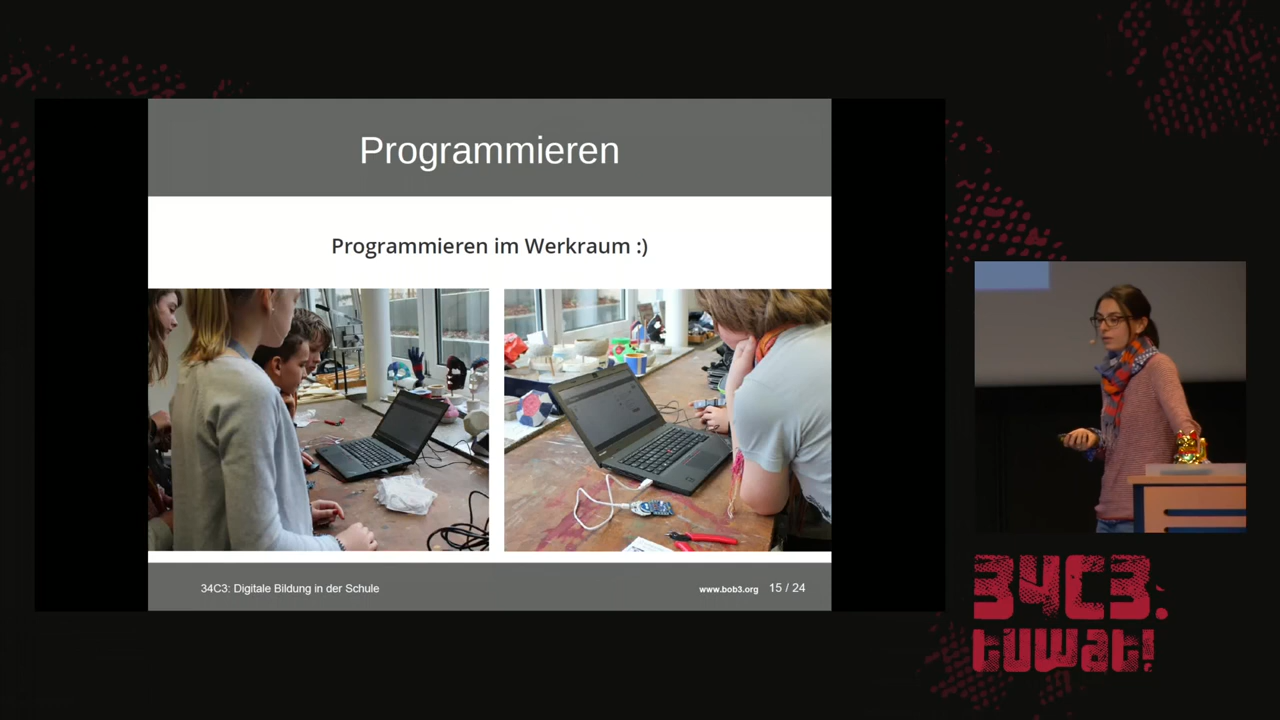 Programmieren
Programmieren im Werkraum :)
34C3: Digitale Bildung in der Schule
www.bob3.org
15 / 24
34C3.
tuwat!